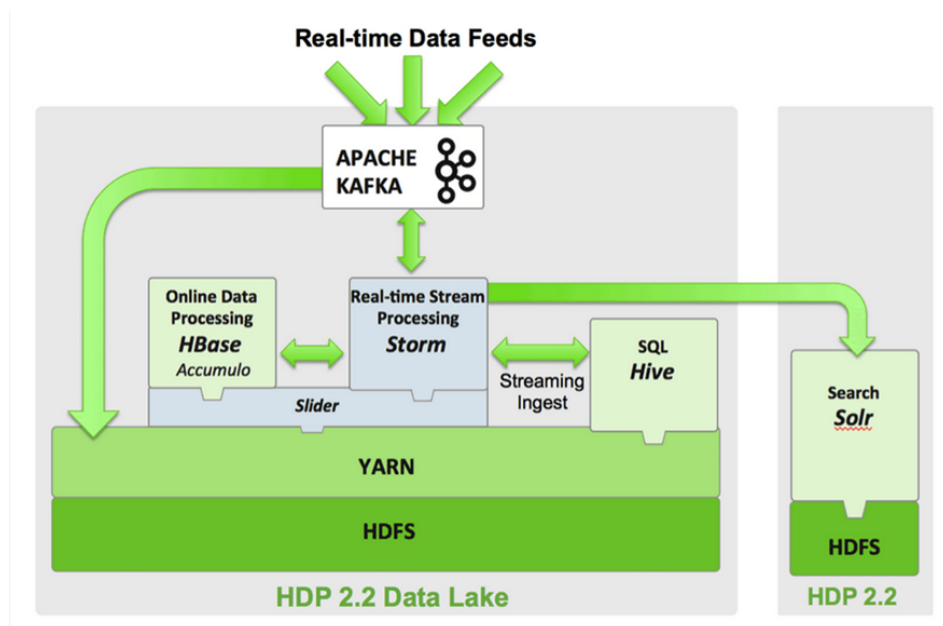 Real-time Data Feeds
APACHE
KAFKA
Online Data
Processing
HBase
Accumulo
Real-time Stream
Processing
Storm
Streaming
Ingest
SQL
Hive
Search
Solr
Slider
YARN
HDFS
HDFS
HDP 2.2 Data Lake
HDP 2.2